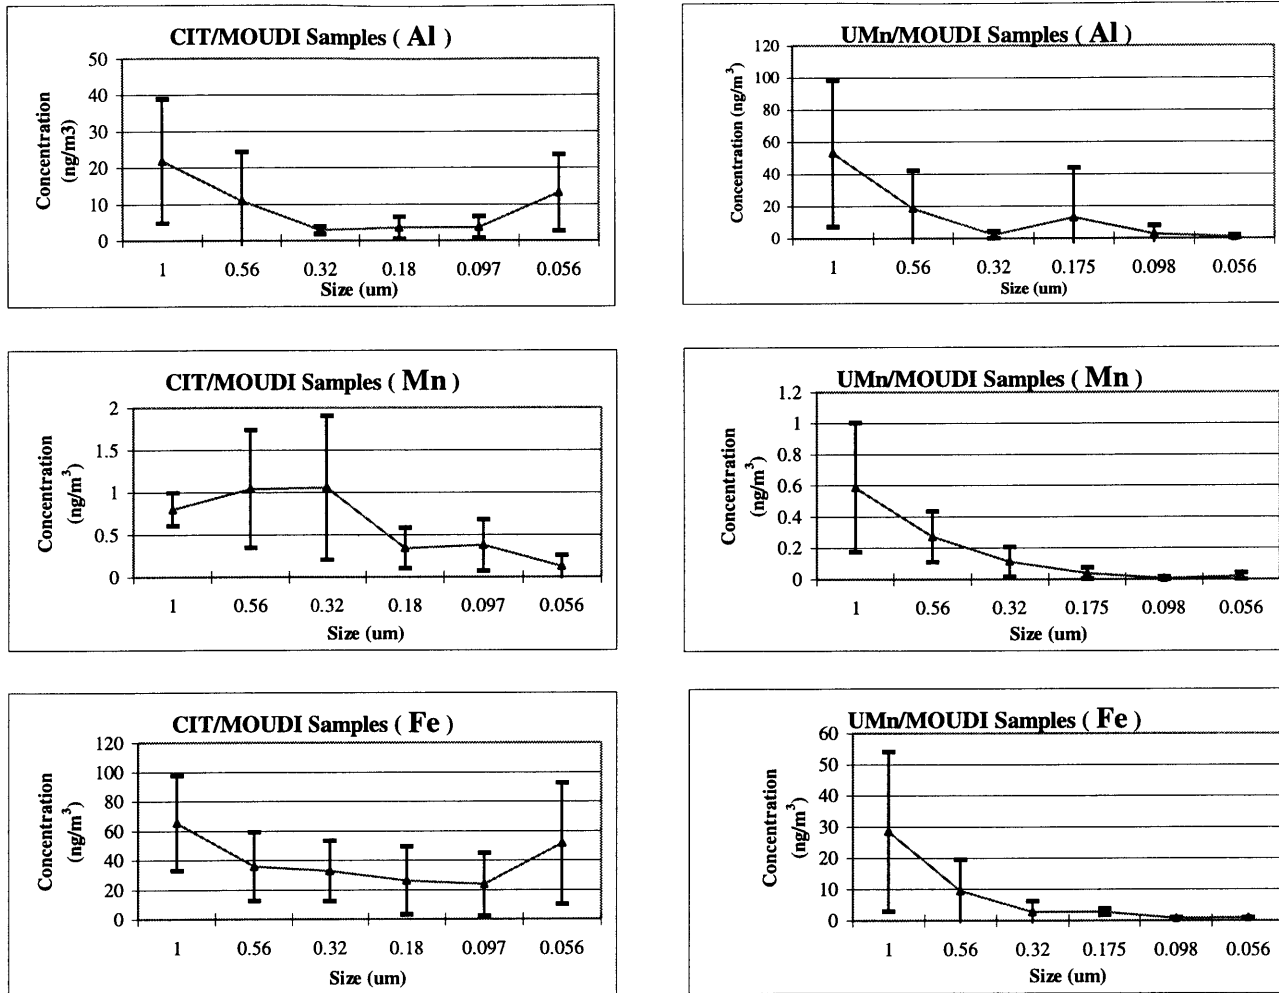 CIT/MOUDI Samples ( Al )
50
40
30
20
10
0
Concentration
(ng/m3)
1 0.56 0.32 0.18 0.097 0.056
Size (um)
UMn/MOUDI Samples ( Al )
120
100
80
60
40
20
0
Concentration (ng/m³)
1 0.56 0.32 0.175 0.098 0.056
Size (um)
CIT/MOUDI Samples ( Mn )
2
1.5
1
0.5
0
Concentration
(ng/m³)
1 0.56 0.32 0.18 0.097 0.056
Size (um)
UMn/MOUDI Samples ( Mn )
1.2
1
0.8
0.6
0.4
0.2
0
Concentration
(ng/m³)
1 0.56 0.32 0.175 0.098 0.056
Size (um)
CIT/MOUDI Samples ( Fe )
120
100
80
60
40
20
0
Concentration
(ng/m³)
1 0.56 0.32 0.18 0.097 0.056
Size (um)
UMn/MOUDI Samples ( Fe )
60
50
40
30
20
10
0
Concentration
(ng/m³)
1 0.56 0.32 0.175 0.098 0.056
Size (um)